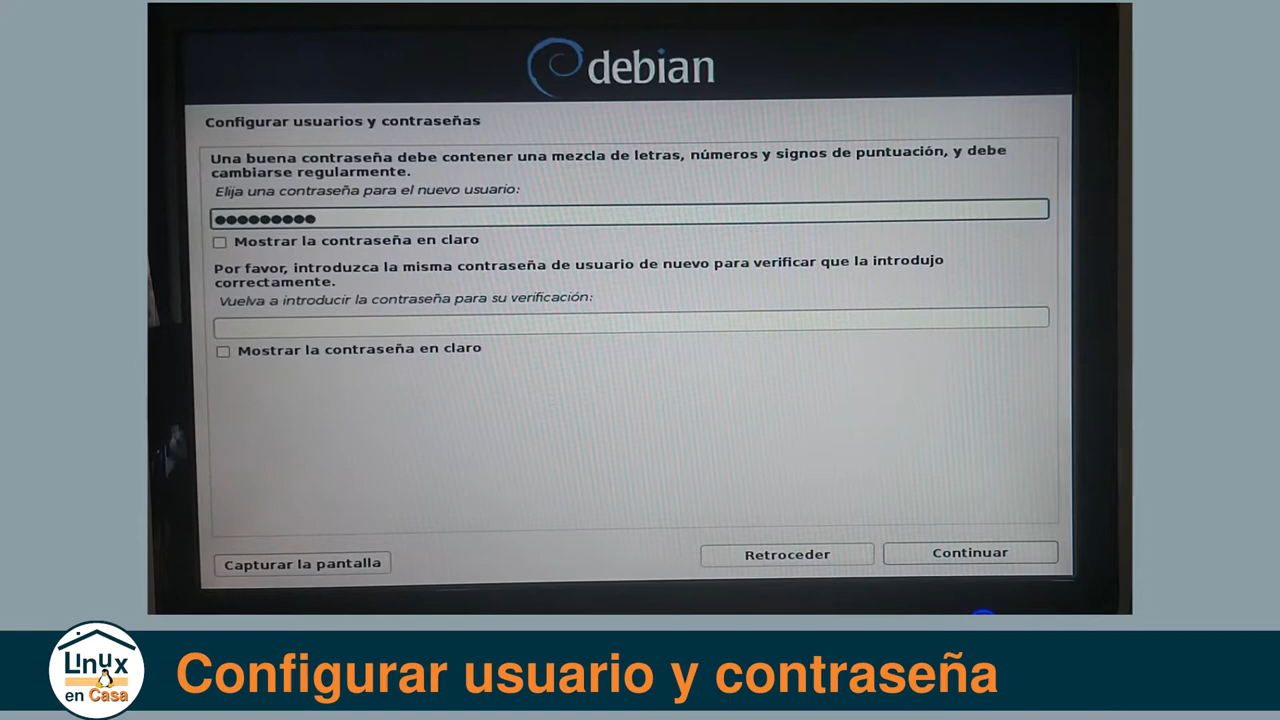 debian
Configurar usuarios y contraseñas
Una buena contraseña debe contener una mezcla de letras, números y signos de puntuación, y debe
cambiarse regularmente.
Elija una contraseña para el nuevo usuario:
●●●●●●●●●
Mostrar la contraseña en claro
Por favor, introduzca la misma contraseña de usuario de nuevo para verificar que la introdujo
correctamente.
Vuelva a introducir la contraseña para su verificación:
Mostrar la contraseña en claro
Capturar la pantalla
Retroceder
Continuar
Linux
en Casa
Configurar usuario y contraseña